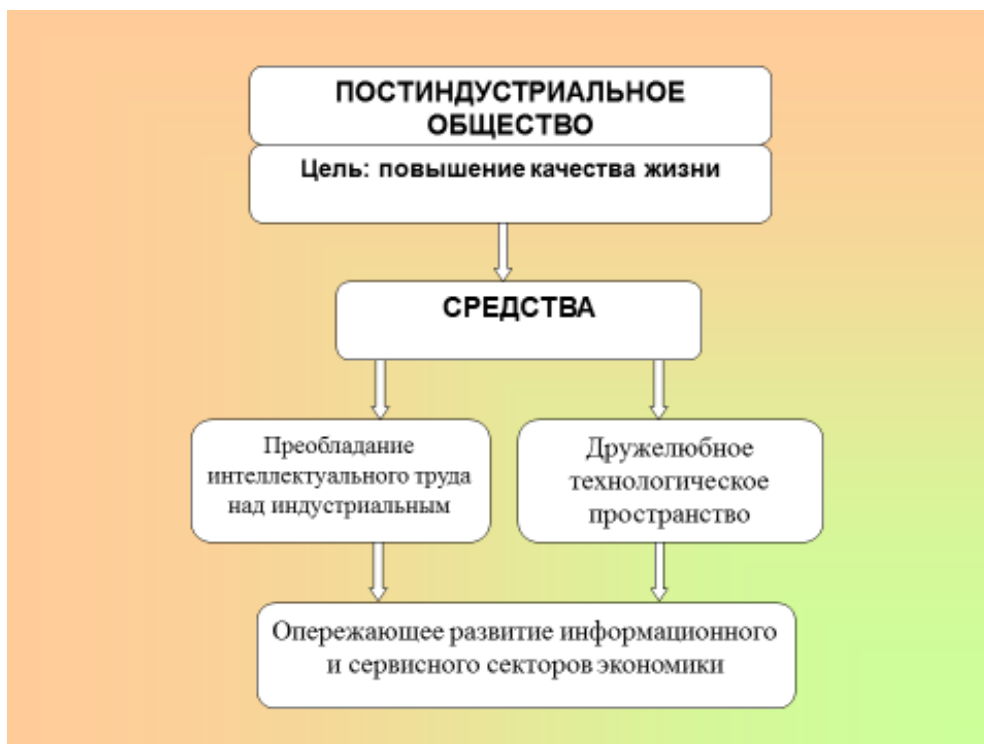 ПОСТИНДУСТРИАЛЬНОЕ
ОБЩЕСТВО
Цель: повышение качества жизни
СРЕДСТВА
Преобладание
интеллектуального труда
над индустриальным
Дружелюбное
технологическое
пространство
Опережающее развитие информационного
и сервисного секторов экономики